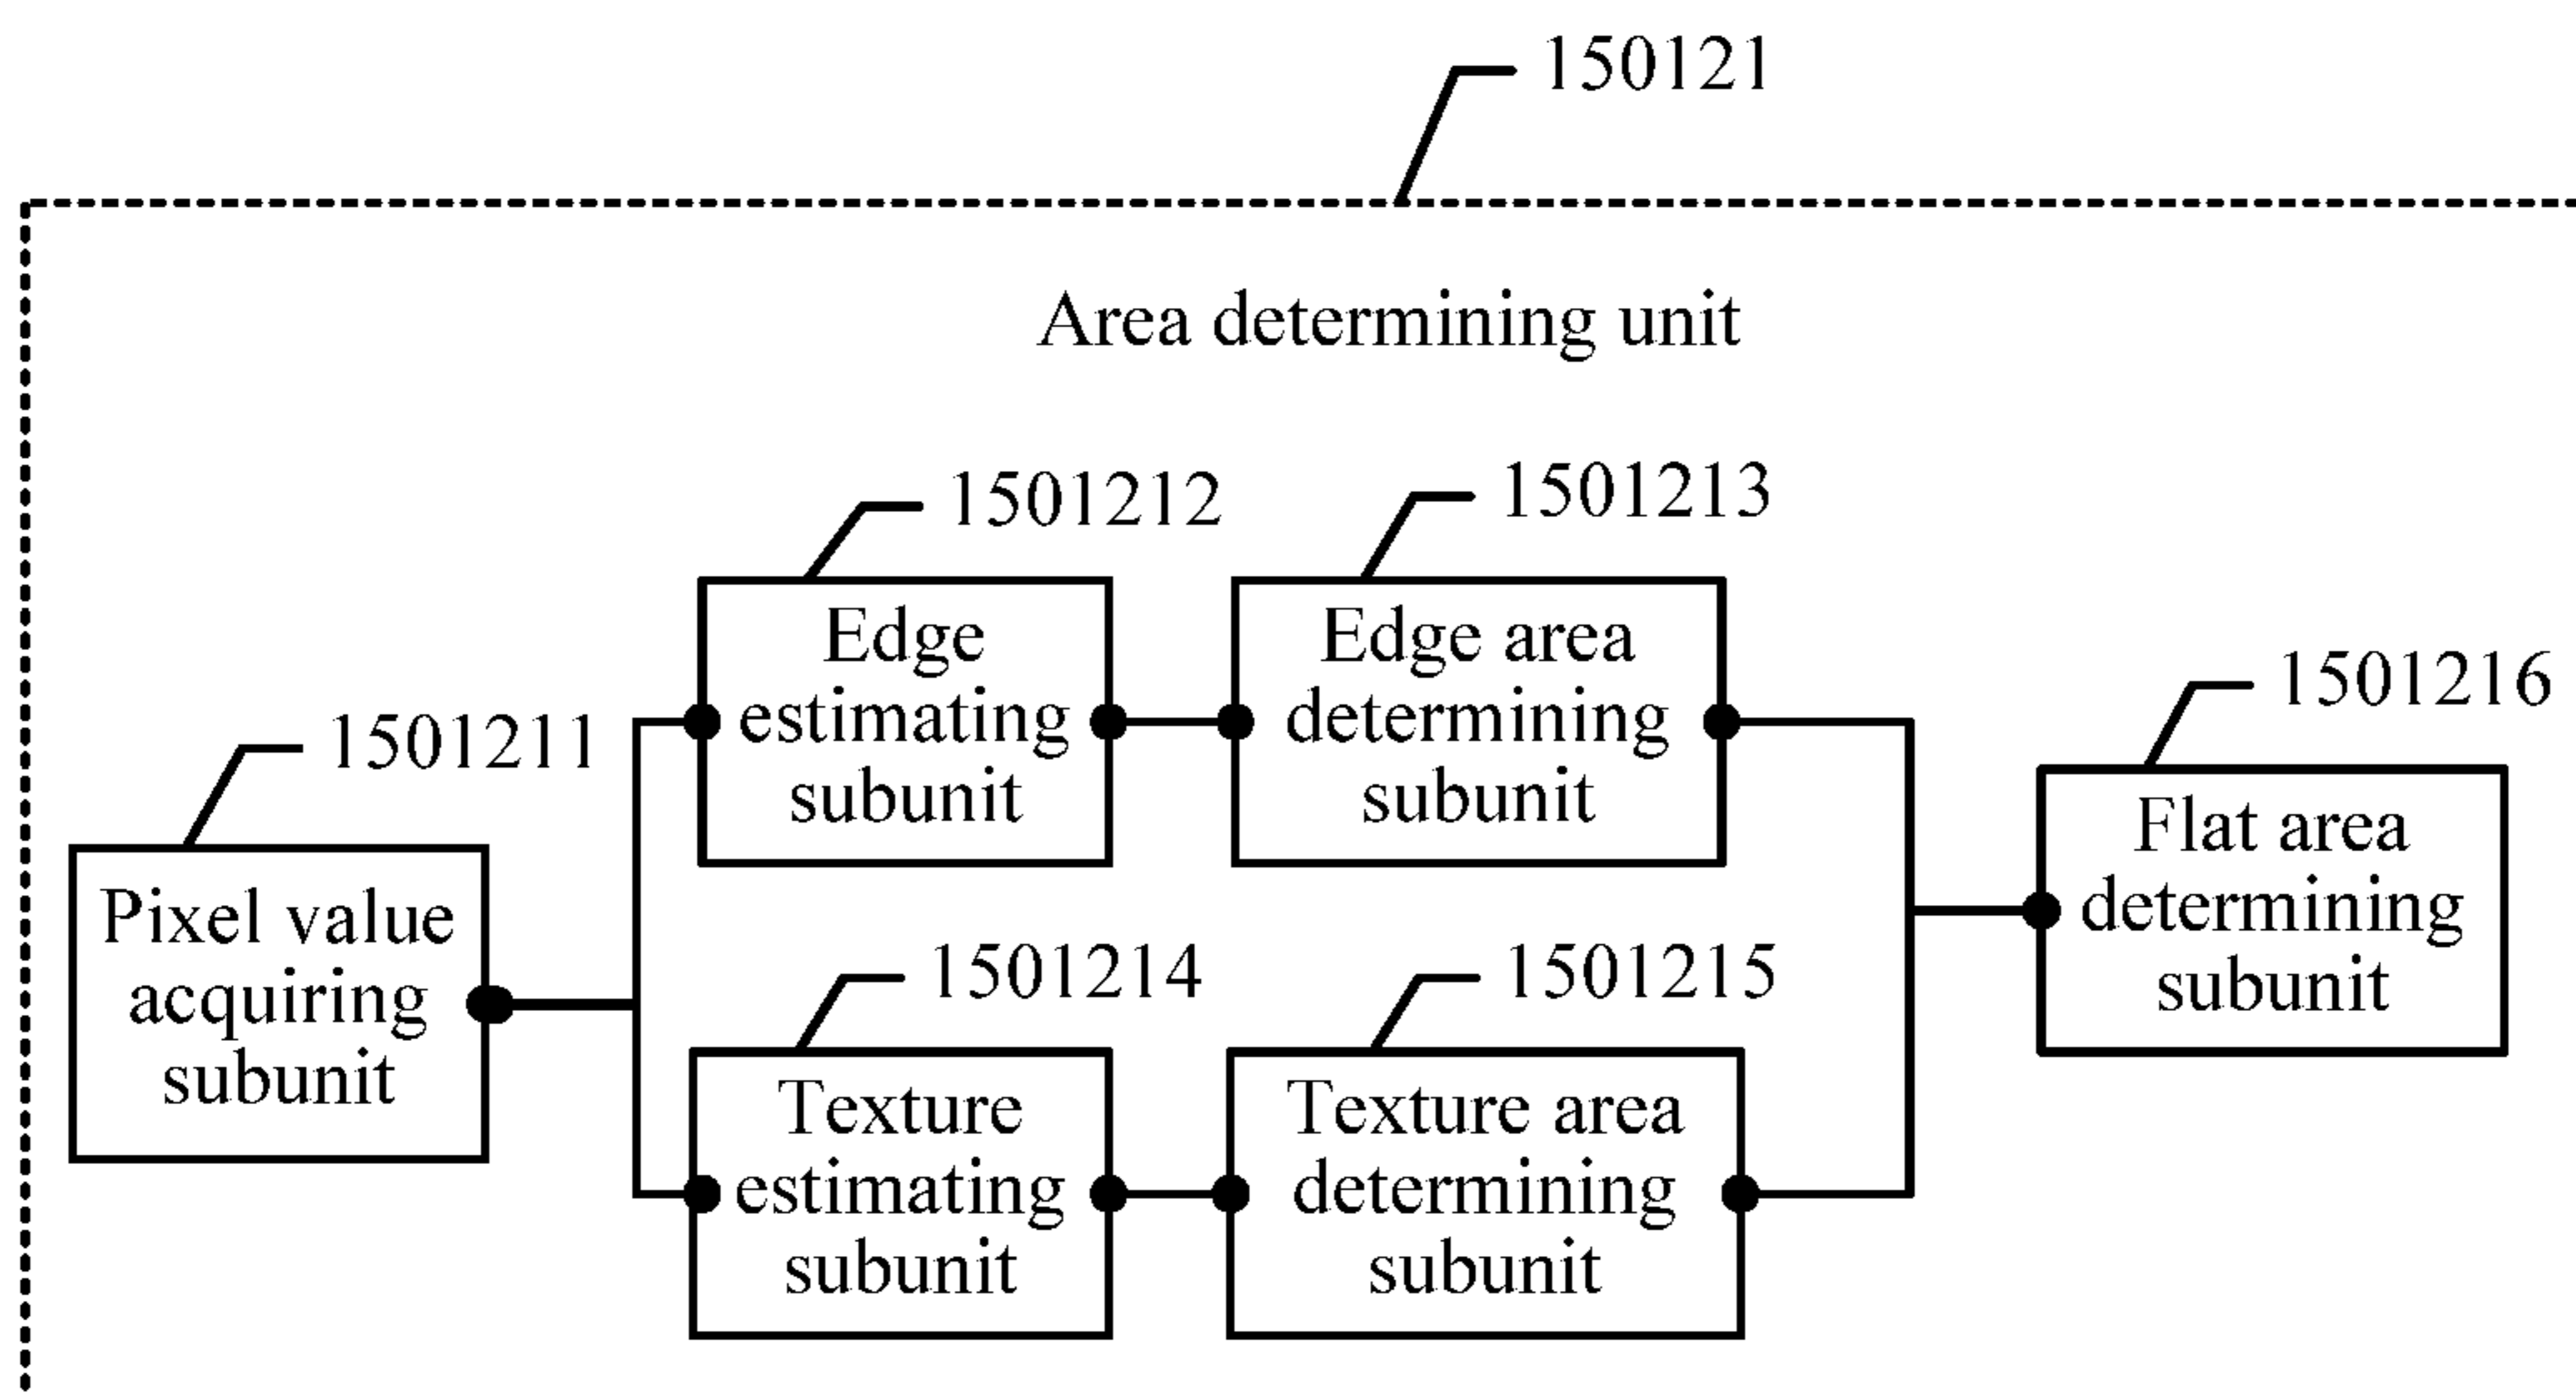 150121
Area determining unit
1501212
1501213
Edge
estimating
subunit
Edge area
determining
subunit
1501216
1501211
Flat area
determining
subunit
Pixel value
acquiring
subunit
1501214
1501215
Texture
estimating
subunit
Texture area
determining
subunit